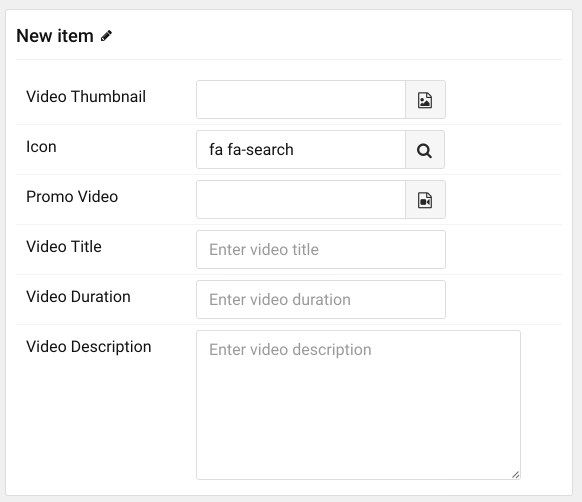 New item
Video Thumbnail
Icon
fa fa-search
Promo Video
Video Title
Enter video title
Video Duration
Enter video duration
Video Description
Enter video description